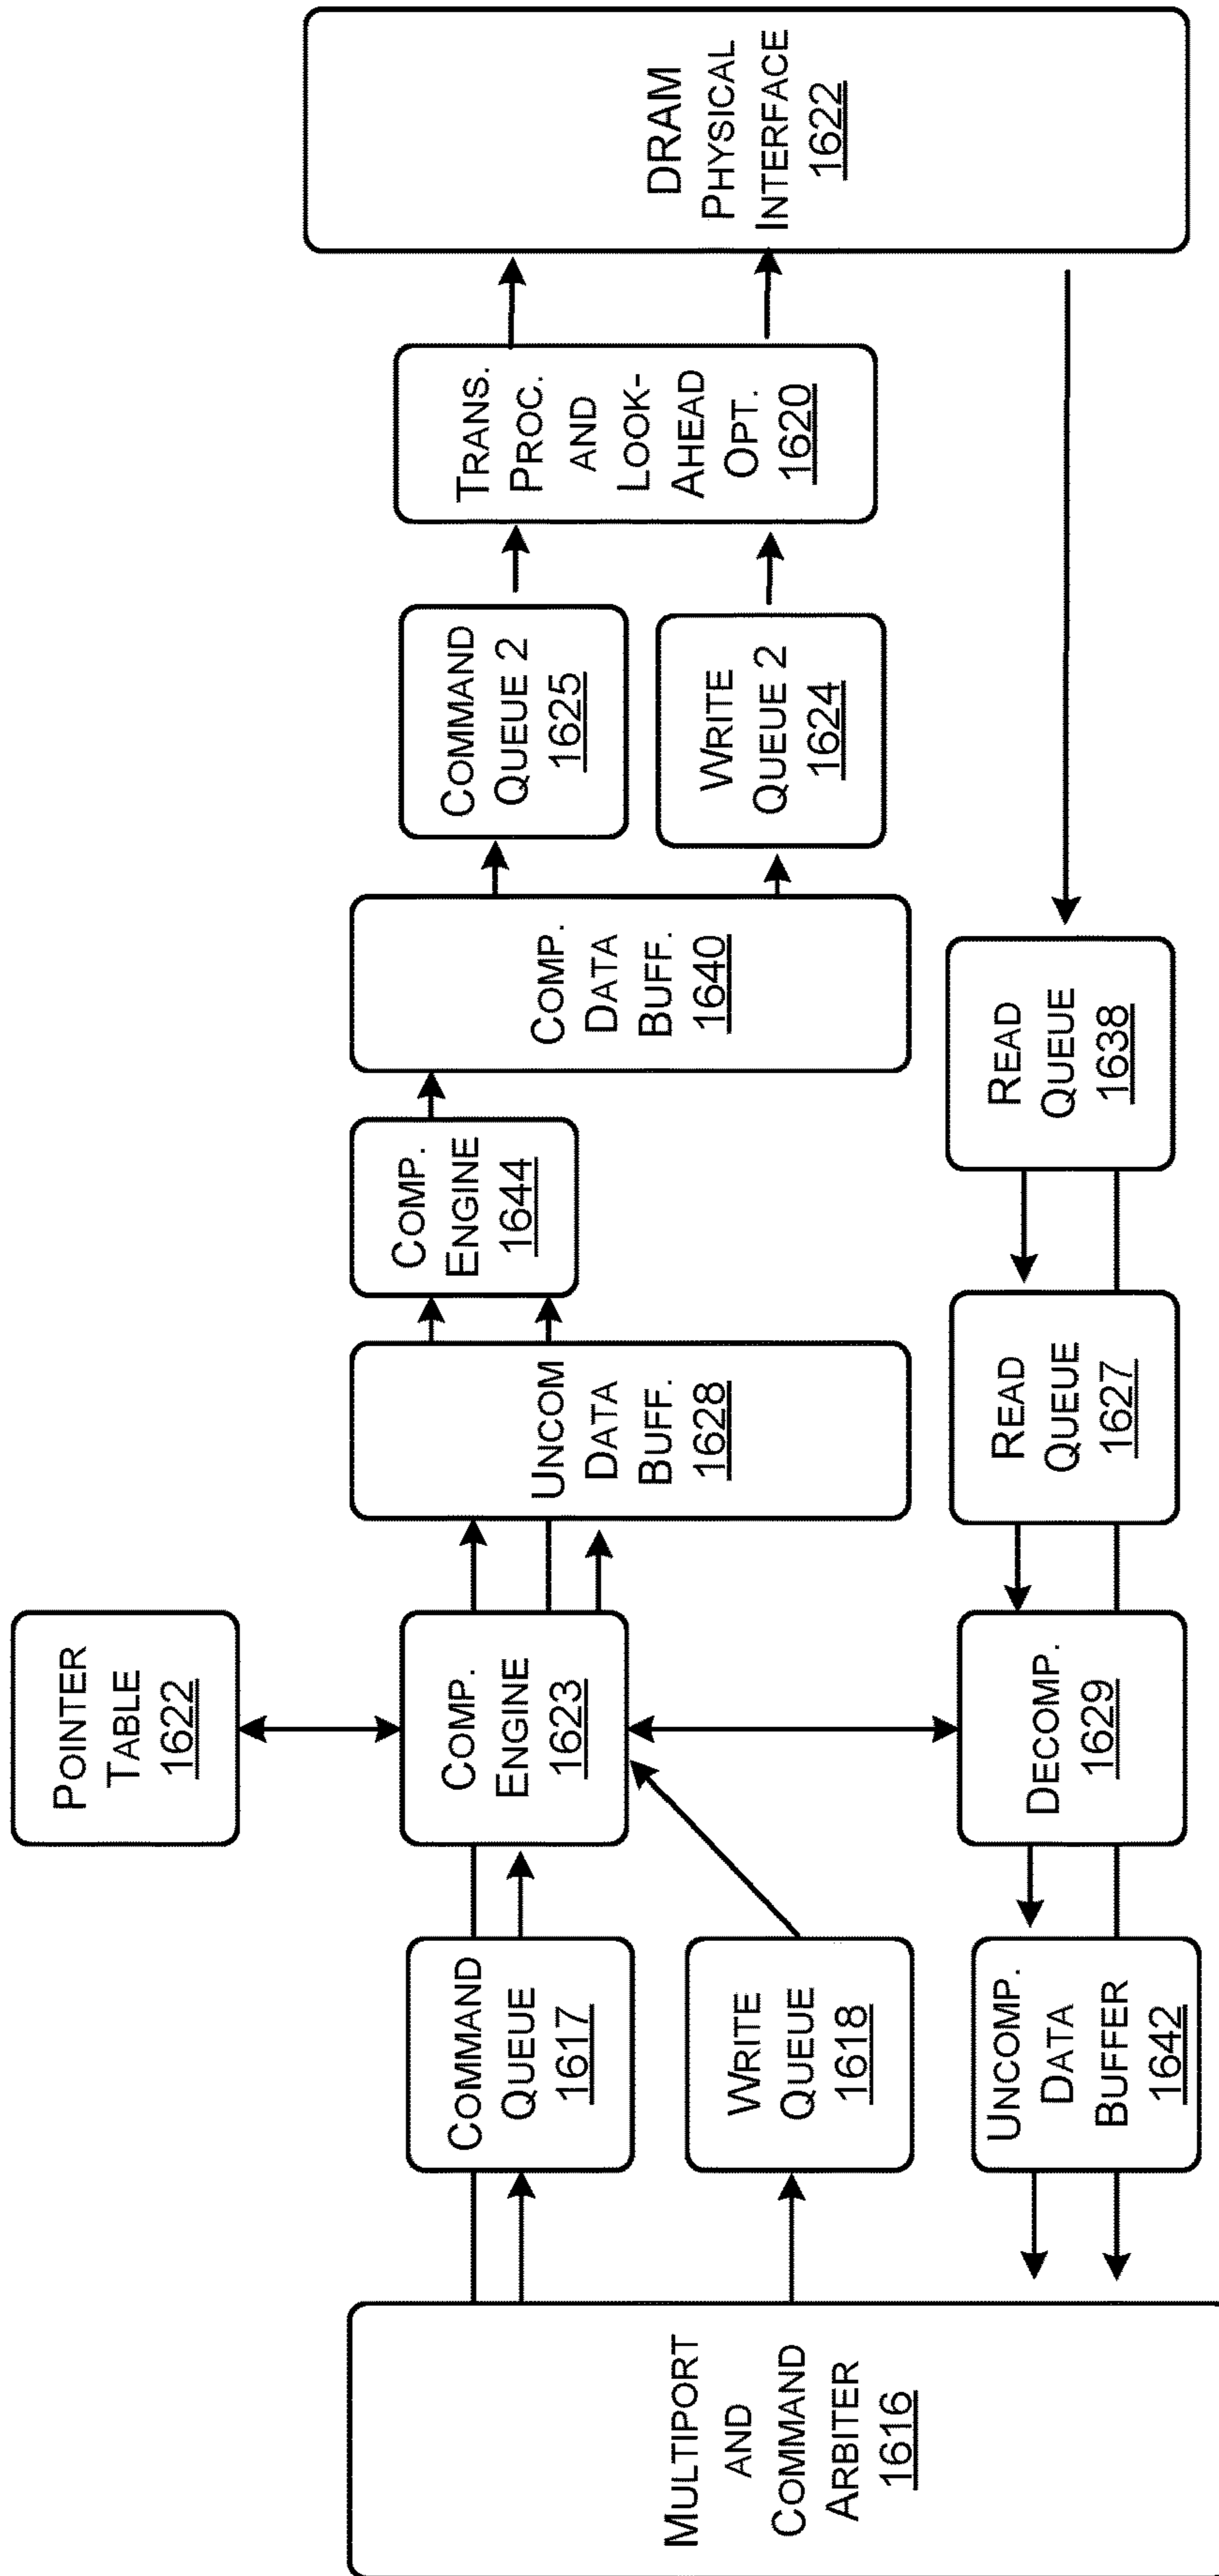 POINTER
TABLE
1622
MULTIPORT
AND
COMMAND
ARBITER
1616
COMMAND
QUEUE
1617
WRITE
QUEUE
1618
COMP.
ENGINE
1623
UNCOM
DATA
BUFF.
1628
COMP.
ENGINE
1644
COMP.
DATA
BUFF.
1640
COMMAND
QUEUE 2
1625
WRITE
QUEUE 2
1624
TRANS.
PROC.
AND
LOOK-
AHEAD
OPT.
1620
DRAM
PHYSICAL
INTERFACE
1622
UNCOMP.
DATA
BUFFER
1642
DECOMP.
1629
READ
QUEUE
1627
READ
QUEUE
1638